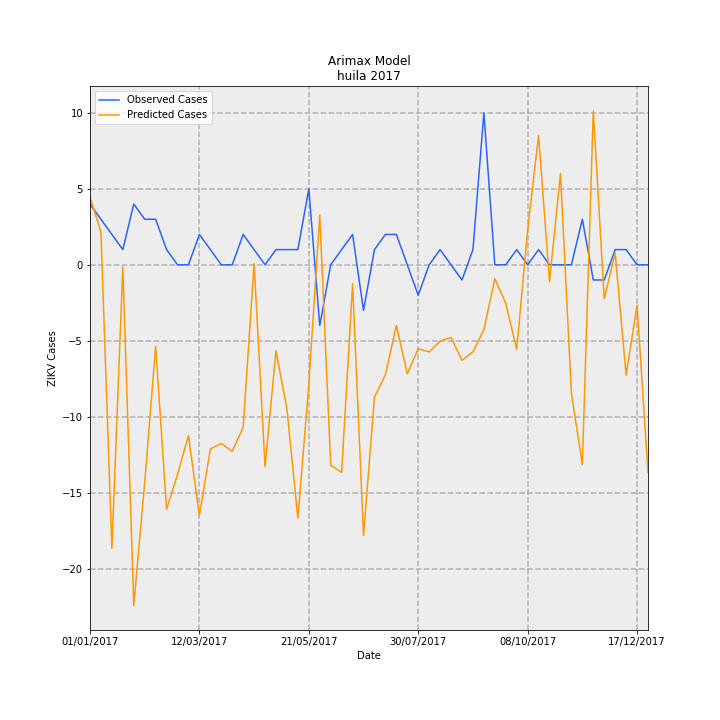 Arimax Model
huila 2017
Observed Cases
Predicted Cases
10
5
0
−5
−10
−15
−20
ZIKV Cases
01/01/2017
12/03/2017
21/05/2017
30/07/2017
08/10/2017
17/12/2017
Date